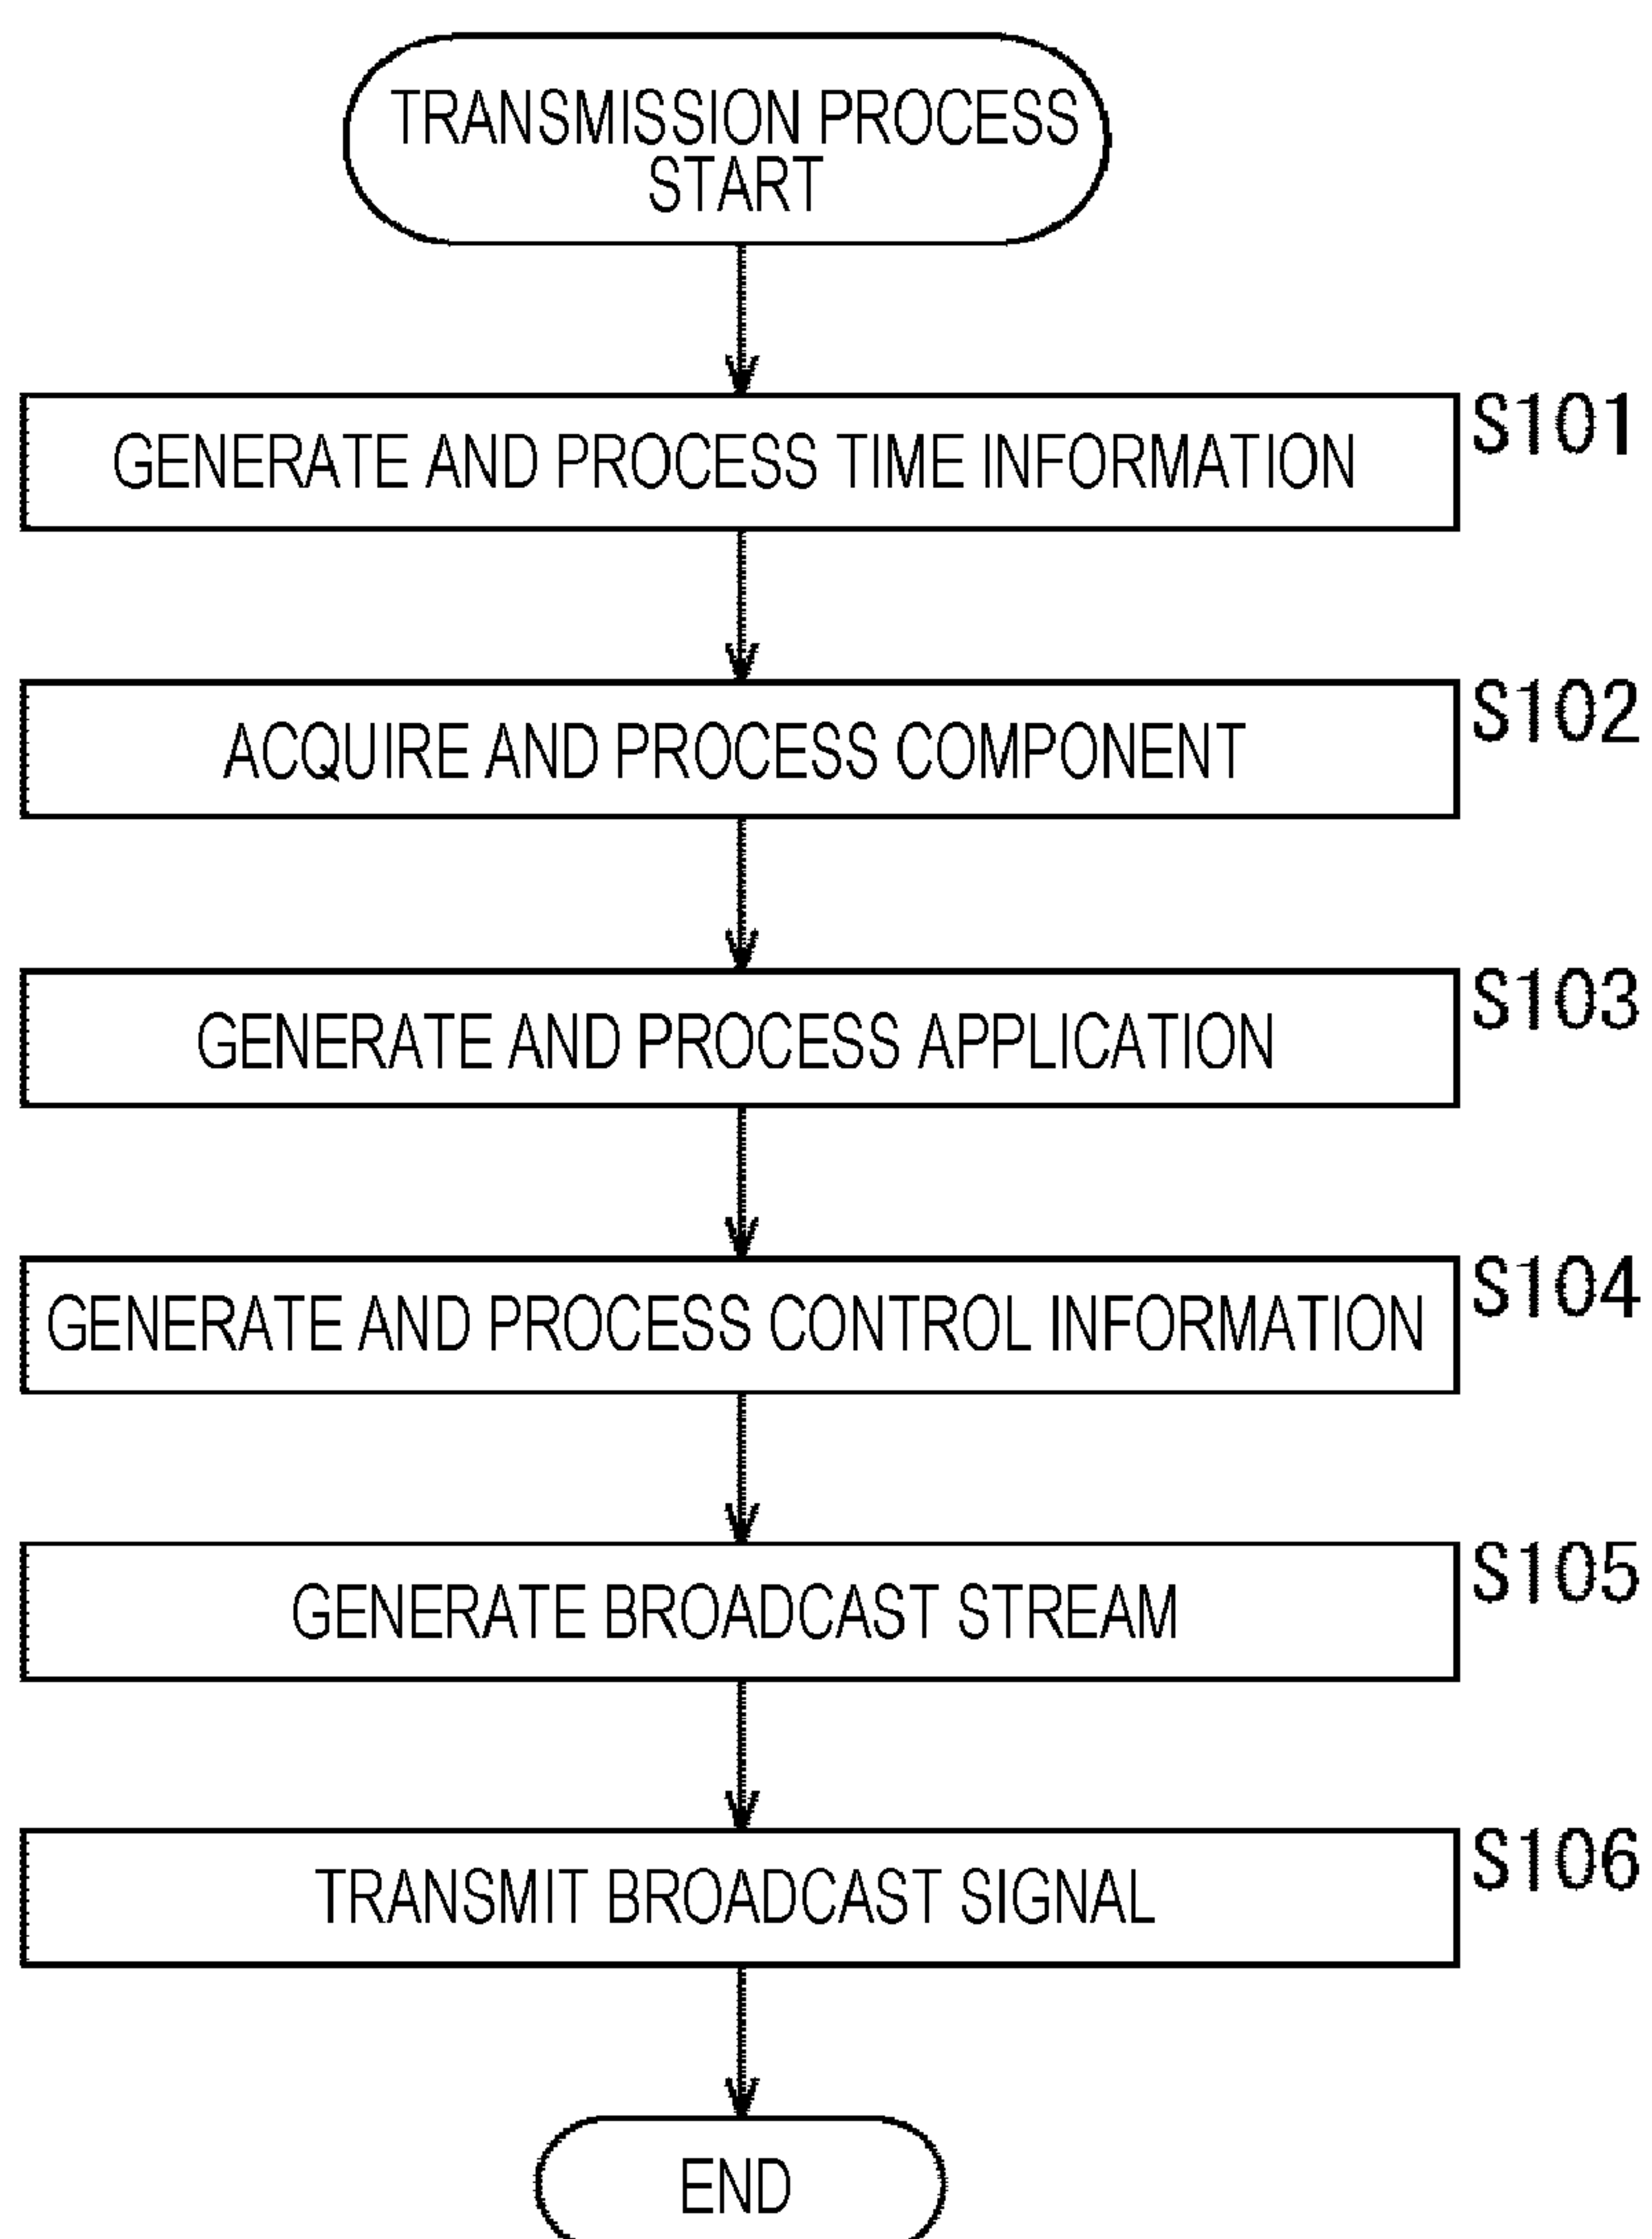 TRANSMISSION PROCESS
START
GENERATE AND PROCESS TIME INFORMATION
S101
ACQUIRE AND PROCESS COMPONENT
S102
GENERATE AND PROCESS APPLICATION
S103
GENERATE AND PROCESS CONTROL INFORMATION
S104
GENERATE BROADCAST STREAM
S105
TRANSMIT BROADCAST SIGNAL
S106
END